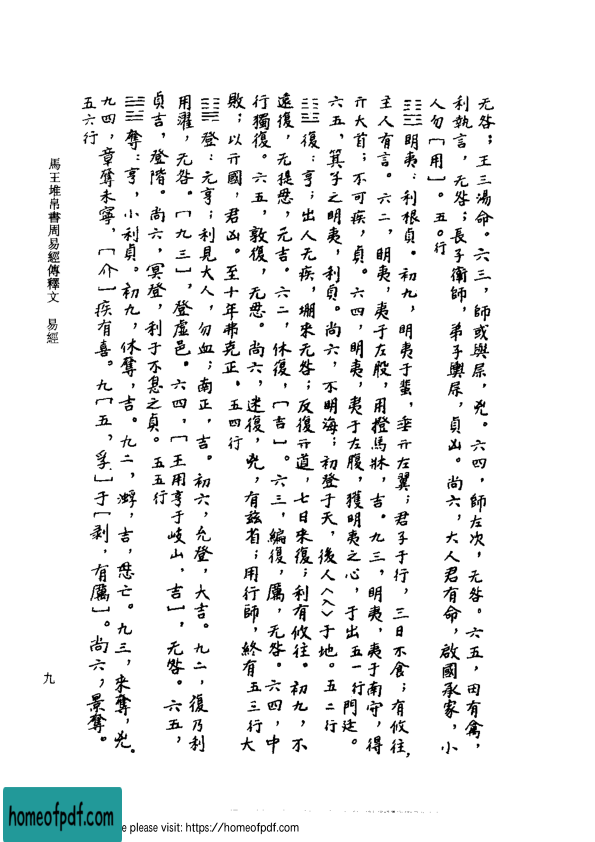 无咎；王三湯命。六三，師或與尿，兇。六四，師左次，无咎。六五，田有禽，
利執言，无咎；長子衛師，弟子輿尿，貞凶。尚六，大人君有命，啟國承家，小
人勿〔用〕。五〇行
䷣明夷：利根貞。初九，明夷于蜚，垂亓左翼；君子于行，三日不食；有攸往，
主人有言。六二，明夷，夷于左股，用撜馬牀，吉。九三，明夷，夷于南守，得
亓大首；不可疾，貞。六四，明夷，夷于左腹，獲明夷之心，于出五一行門廷。
六五，箕子之明夷，利貞。尚六，不明海；初登于天，後人〈入〉于地。五二行
䷗復：亨；出人无疾，堋來无咎；反復亓道，七日來復；利有攸往。初九，不
遠復，无提思，元吉。六二，休復，〔吉〕。六三，編復，厲，无咎。六四，中
行獨復。六五，敦復，无思。尚六，迷復，兇，有兹省；用行師，終有五三行大
敗；以亓國，君凶。至十年弗克正。五四行
䷭登：元亨；利見大人，勿血；南正，吉。初六，允登，大吉。九二，復乃利
用濯，无咎。〔九三〕，登虛邑。六四，〔王用亨于岐山，吉〕，无咎。六五，
貞吉，登階。尚六，冥登，利于不息之貞。五五行
䷹奪：亨，小利貞。初九，休奪，吉。九二，諄，吉，思亡。九三，來奪，兇。
九四，章奪未寧，〔介〕疾有喜。九〔五，孚〕于〔剥，有厲〕。尚六，景奪。
五六行
馬王堆帛書周易經傳釋文 易經
九
homeofpdf.com
e please visit: https://homeofpdf.com